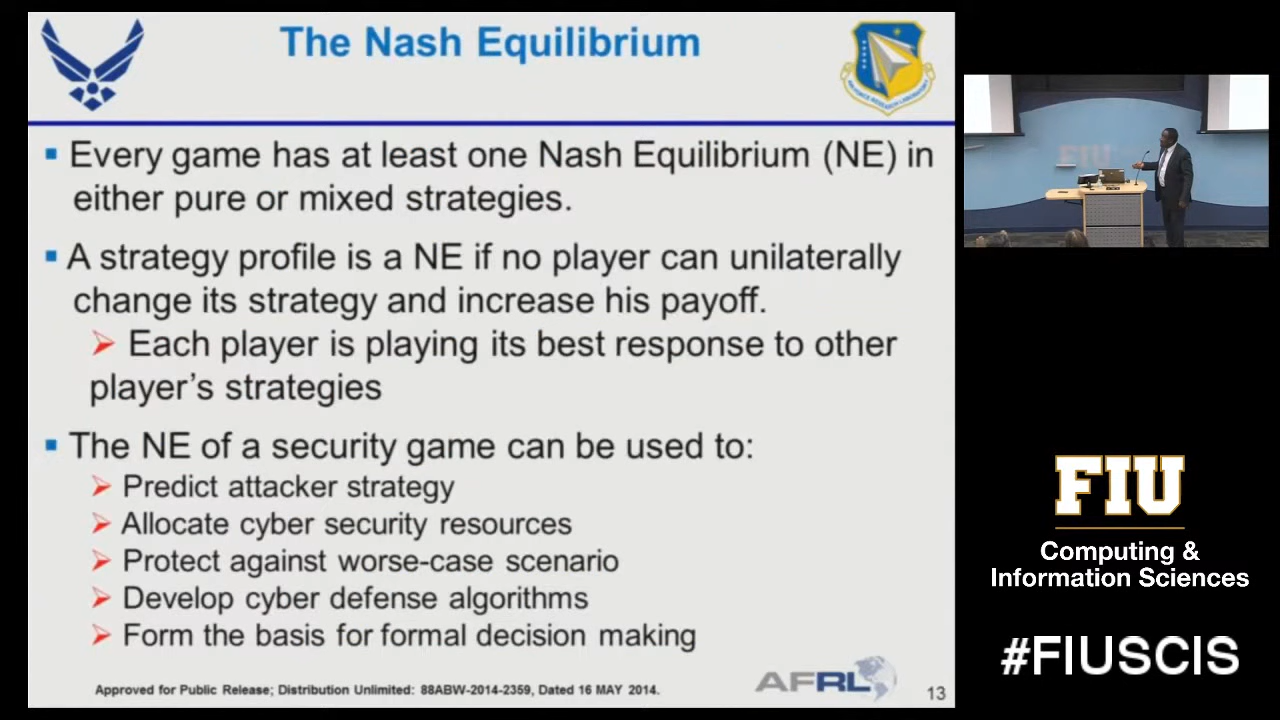 The Nash Equilibrium
▪ Every game has at least one Nash Equilibrium (NE) in
either pure or mixed strategies.
▪ A strategy profile is a NE if no player can unilaterally
change its strategy and increase his payoff.
➢ Each player is playing its best response to other
player’s strategies
▪ The NE of a security game can be used to:
➢ Predict attacker strategy
➢ Allocate cyber security resources
➢ Protect against worse-case scenario
➢ Develop cyber defense algorithms
➢ Form the basis for formal decision making
Approved for Public Release; Distribution Unlimited: 88ABW-2014-2359, Dated 16 MAY 2014.
AFRL
13
AIR FORCE RESEARCH LABORATORY
FIU
FIU
Computing &
Information Sciences
#FIUSCIS